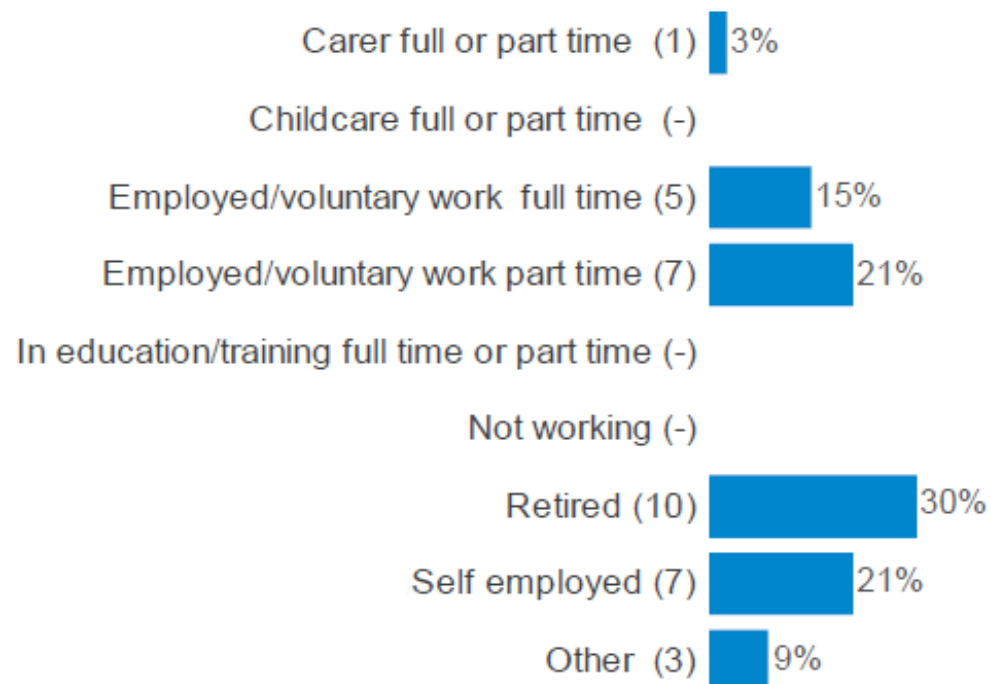 Carer full or part time (1) 3%
Childcare full or part time (-)
Employed/voluntary work full time (5) 15%
Employed/voluntary work part time (7) 21%
In education/training full time or part time (-)
Not working (-)
Retired (10) 30%
Self employed (7) 21%
Other (3) 9%